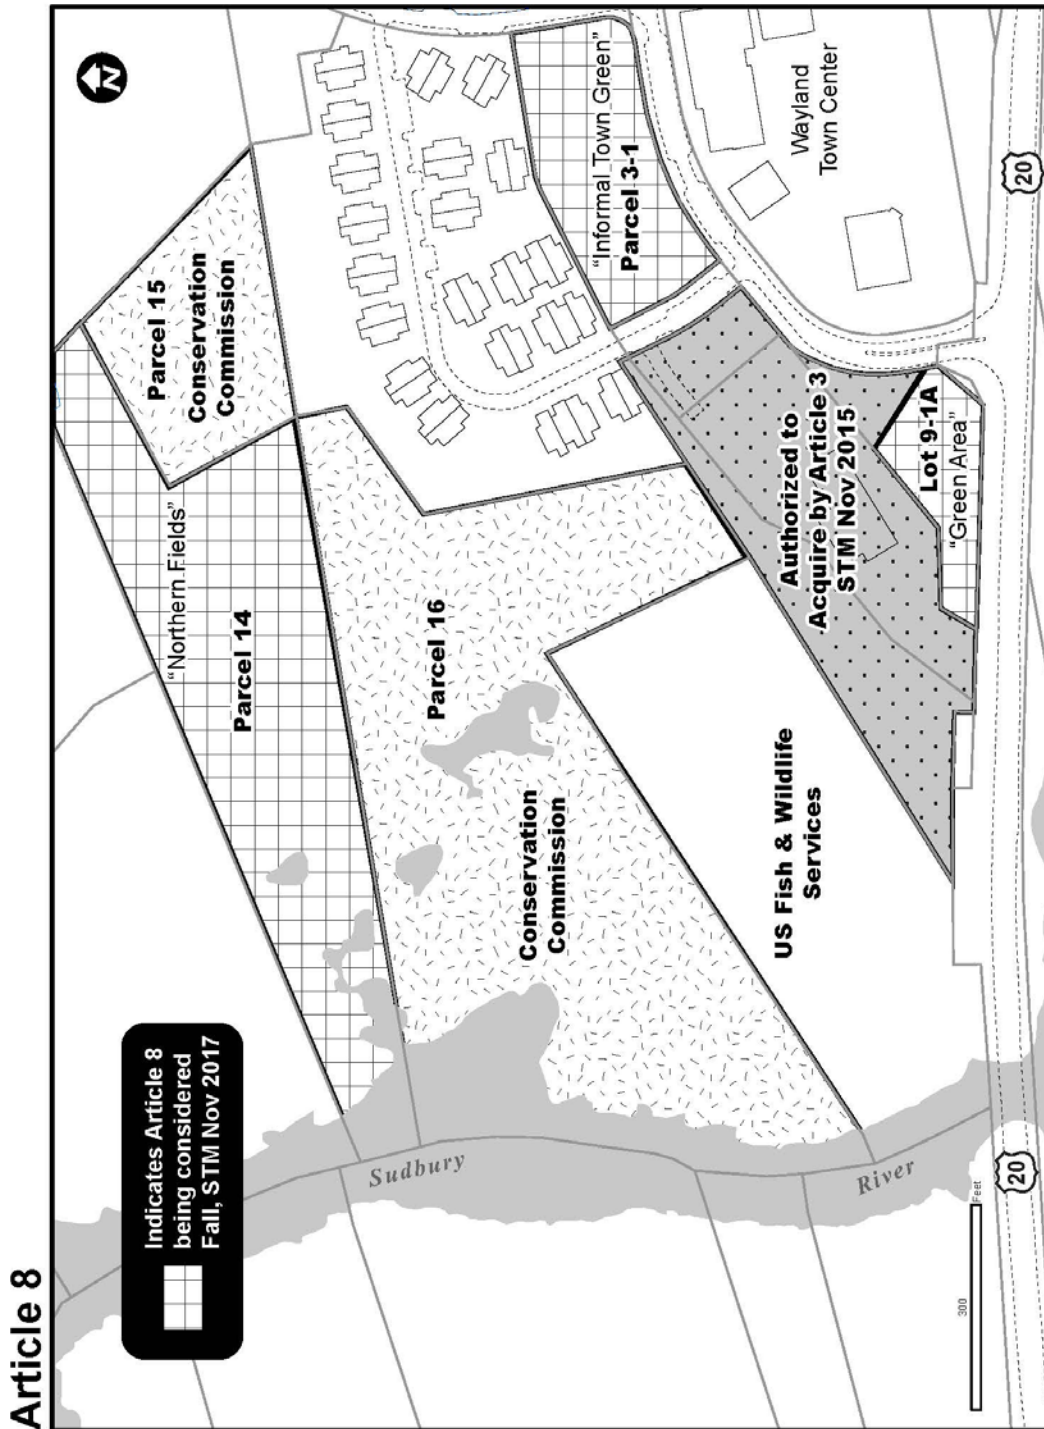 Article 8
Indicates Article 8
being considered
Fall, STM Nov 2017
N
"Northern Fields"
Parcel 14
Parcel 15
Conservation
Commission
Parcel 16
Conservation
Commission
US Fish & Wildlife
Services
"Informal Town Green"
Parcel 3-1
Authorized to
Acquire by Article 3
STM Nov 2015
Lot 9-1A
"Green Area"
Wayland
Town Center
Sudbury
River
20
20
300
Feet